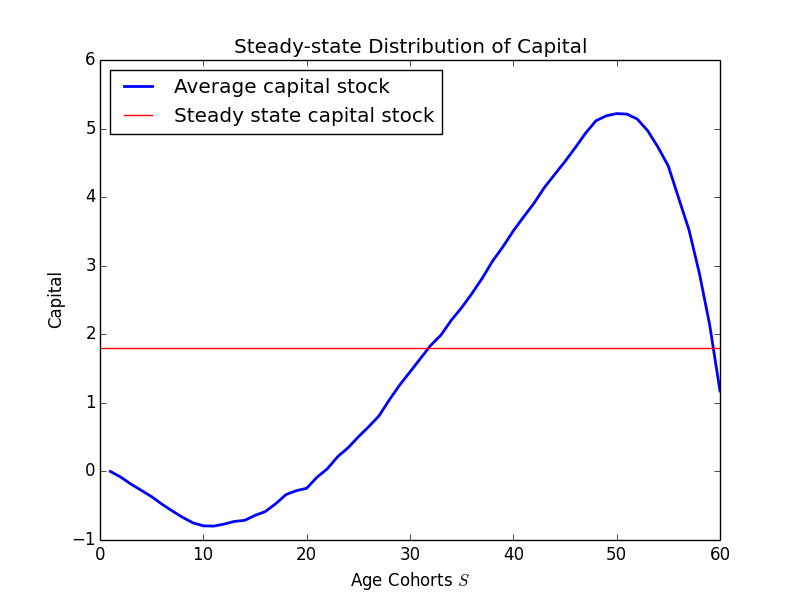 Steady-state Distribution of Capital
Average capital stock
Steady state capital stock
Capital
6
5
4
3
2
1
0
−1
0 10 20 30 40 50 60
Age Cohorts S